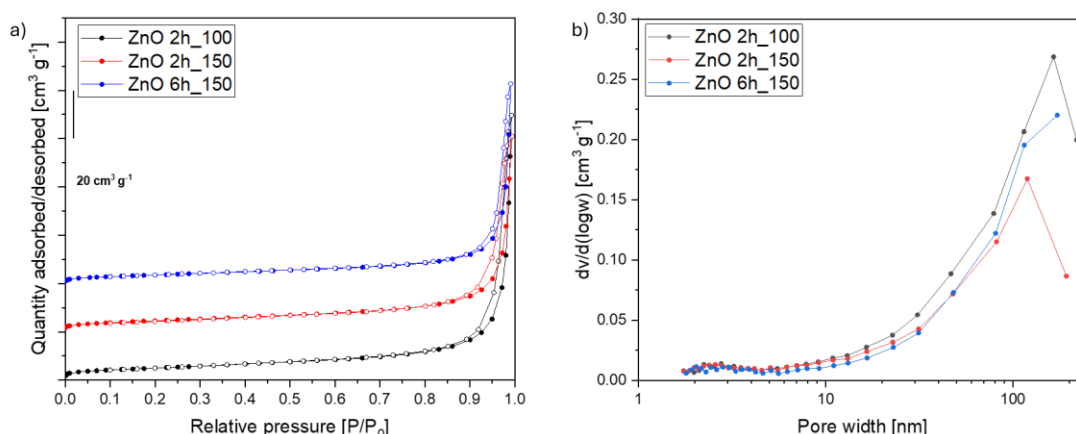 a)
ZnO 2h_100
ZnO 2h_150
ZnO 6h_150
20 cm³ g⁻¹
Quantity adsorbed/desorbed [cm³ g⁻¹]
0.0 0.1 0.2 0.3 0.4 0.5 0.6 0.7 0.8 0.9 1.0
Relative pressure [P/P₀]
b)
ZnO 2h_100
ZnO 2h_150
ZnO 6h_150
dv/d(logw) [cm³ g⁻¹]
0.30
0.25
0.20
0.15
0.10
0.05
0.00
1 10 100
Pore width [nm]